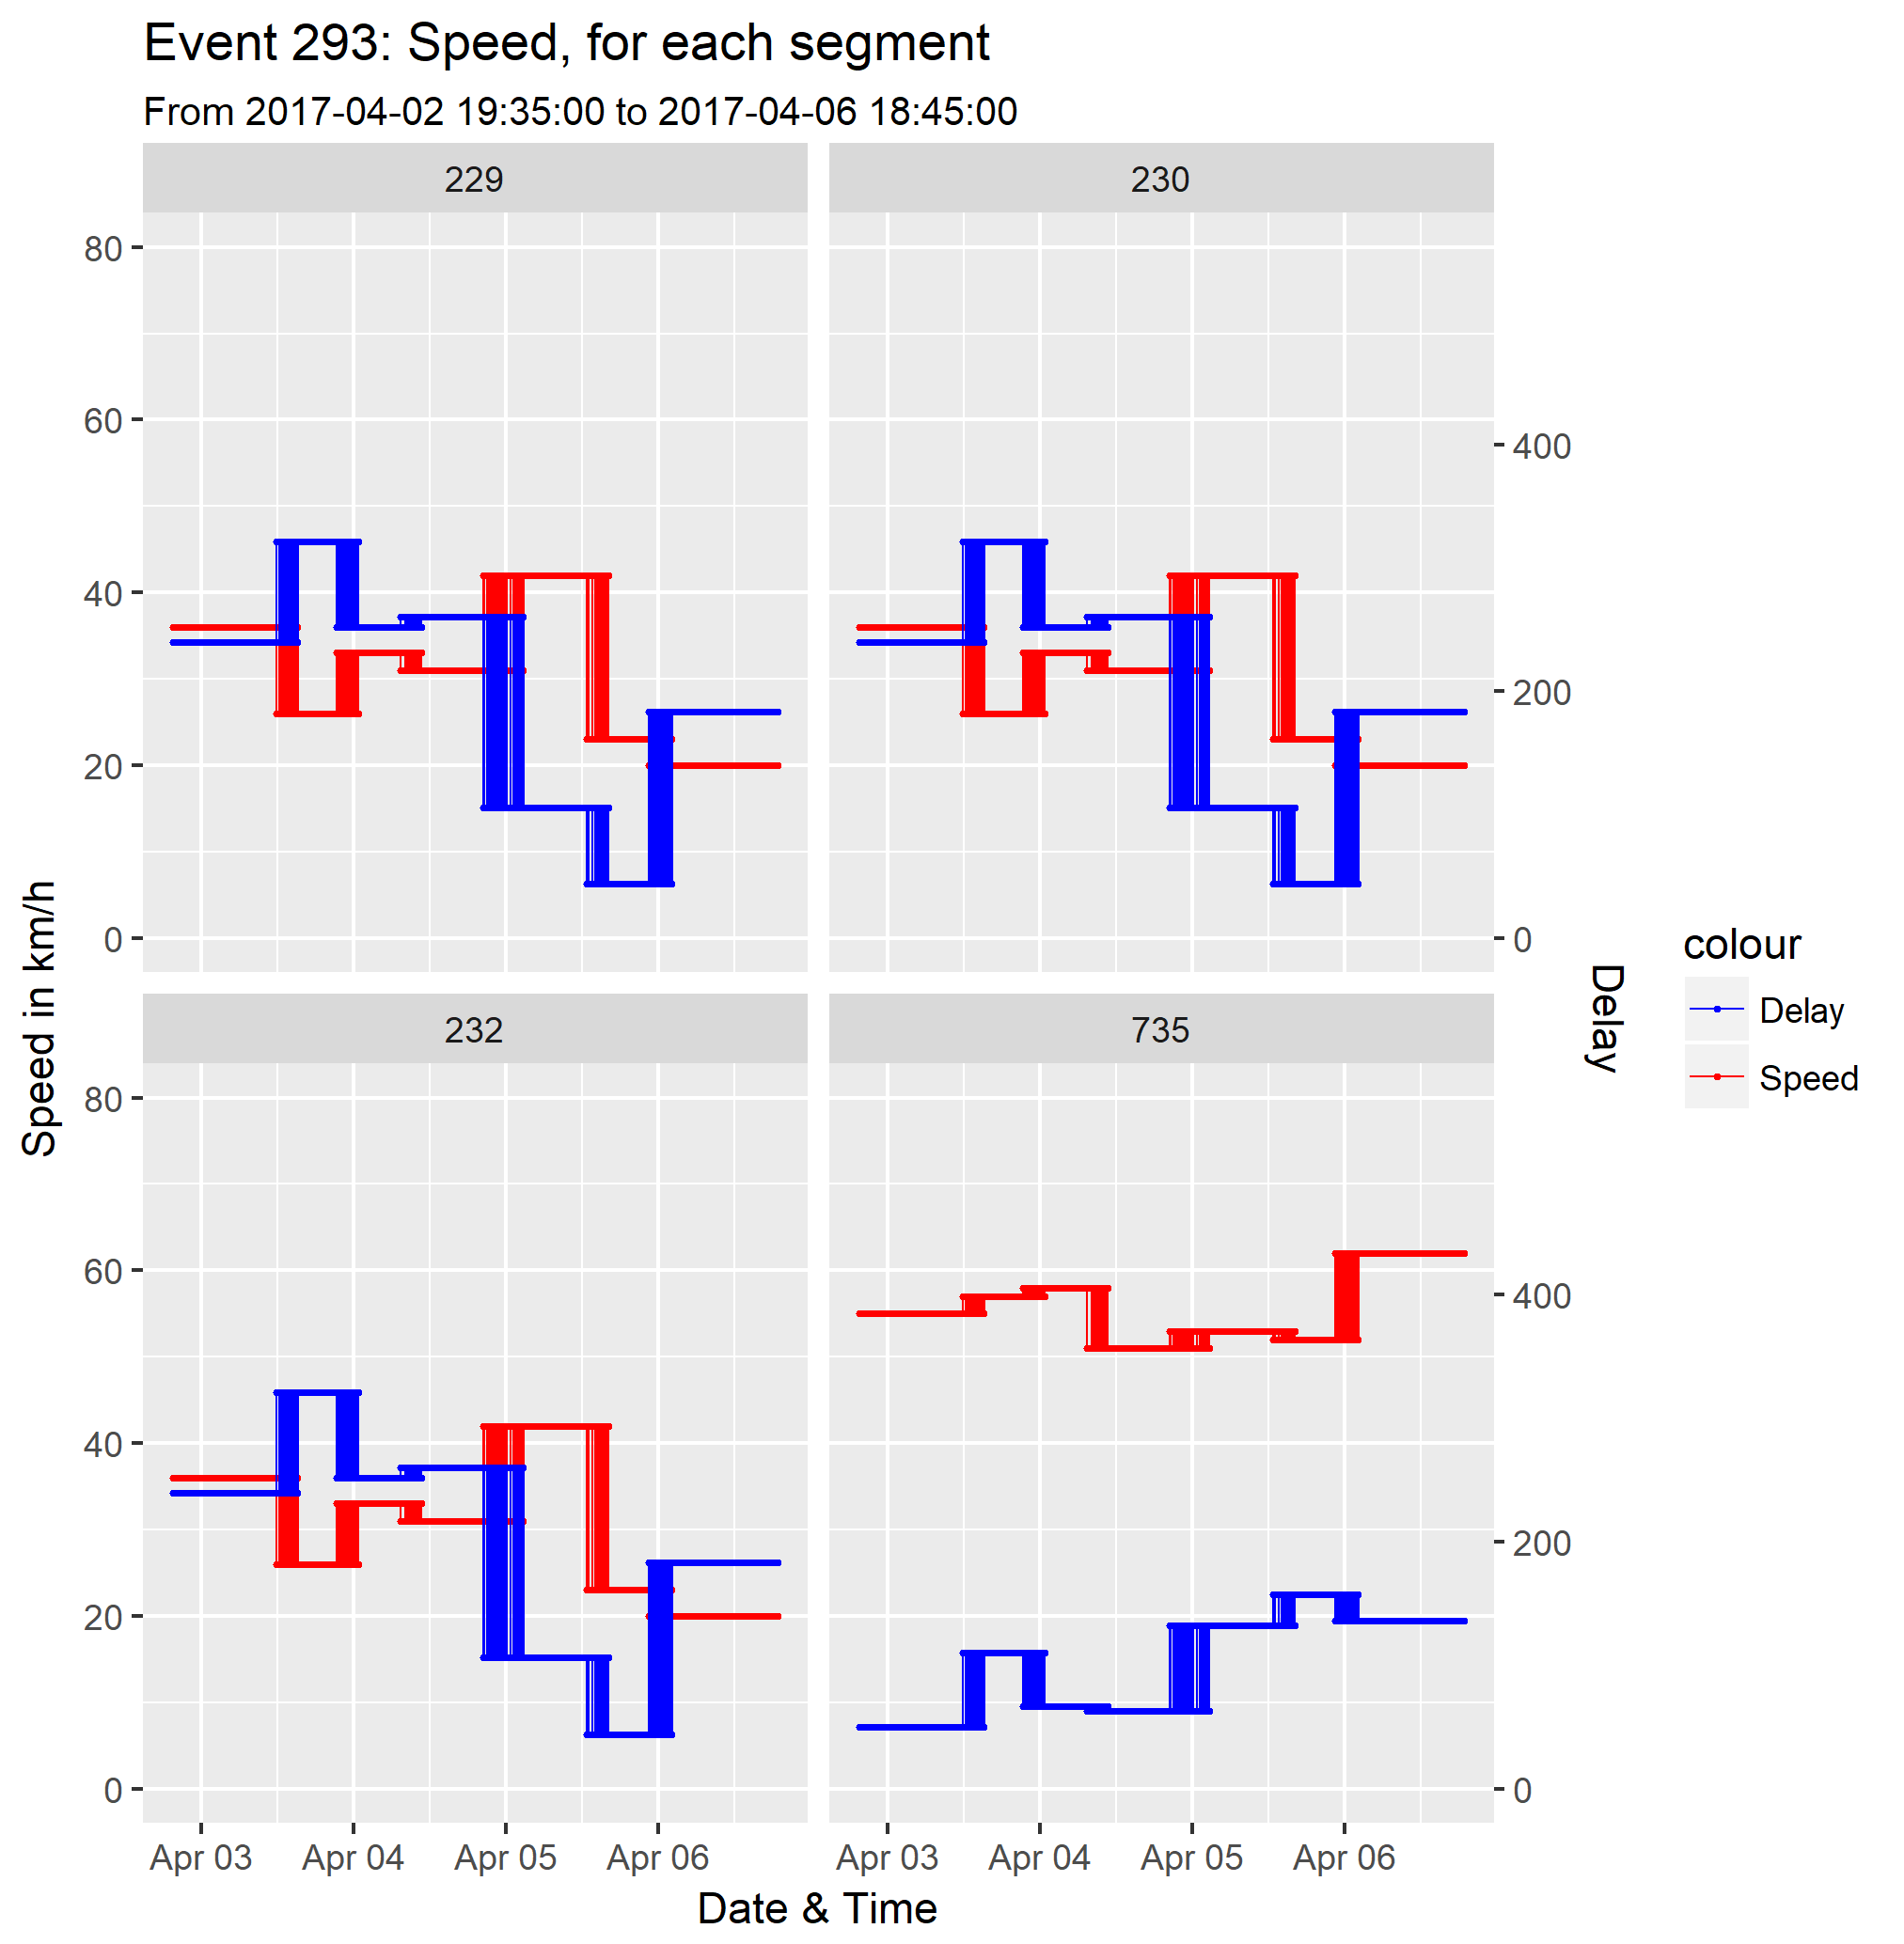 Event 293: Speed, for each segment
From 2017-04-02 19:35:00 to 2017-04-06 18:45:00
229
230
80
60
40
20
0
400
200
0
232
735
80
60
40
20
0
400
200
0
Apr 03
Apr 04
Apr 05
Apr 06
Apr 03
Apr 04
Apr 05
Apr 06
Date & Time
Speed in km/h
Delay
colour
Delay
Speed